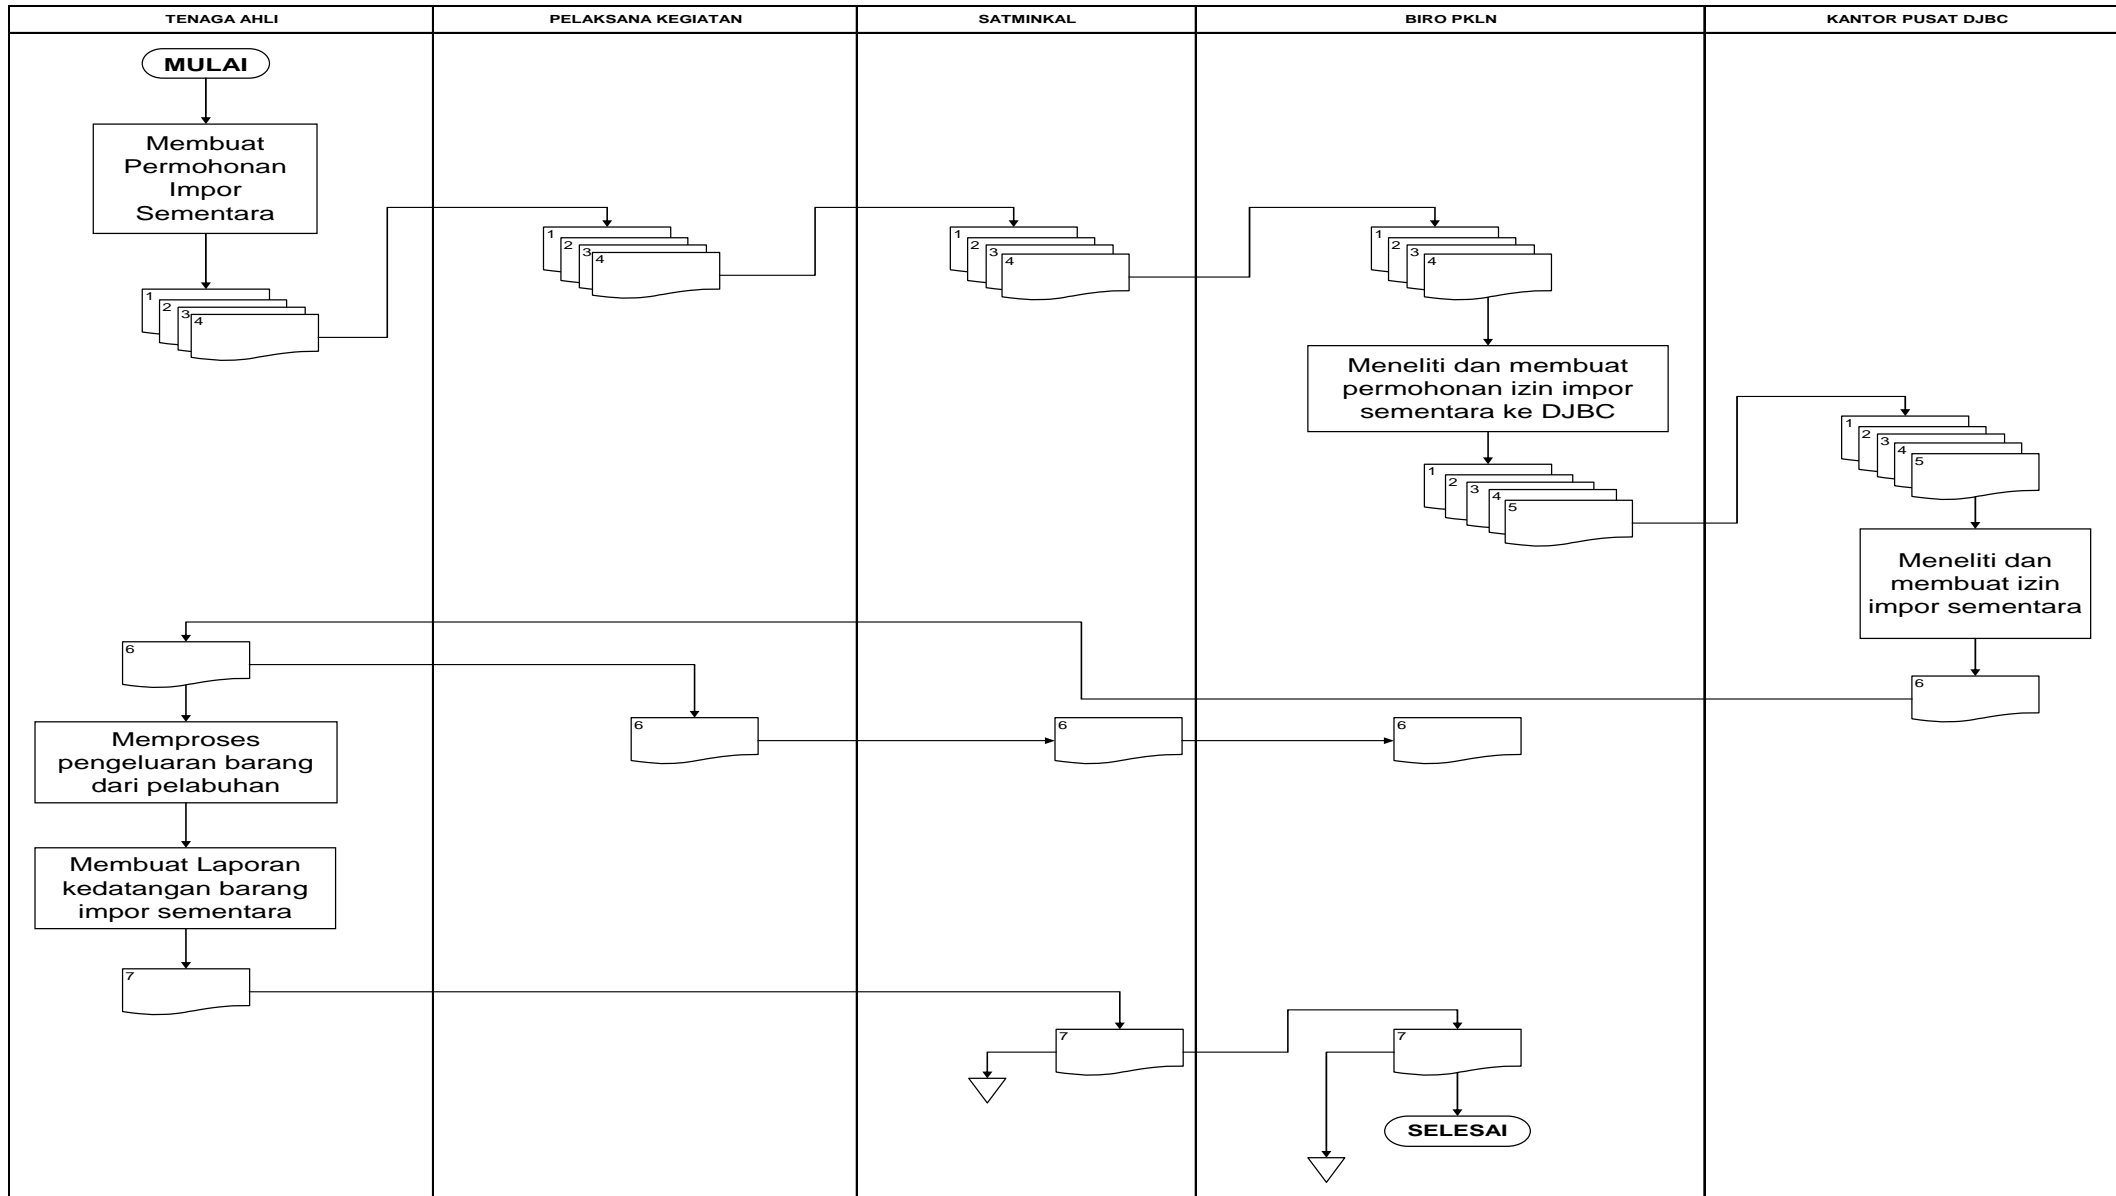 TENAGA AHLI
PELAKSANA KEGIATAN
SATMINKAL
BIRO PKLN
KANTOR PUSAT DJBC
MULAI
Membuat
Permohonan
Impor
Sementara
1
2
3
4
1
2
3
4
1
2
3
4
1
2
3
4
Meneliti dan membuat
permohonan izin impor
sementara ke DJBC
1
2
3
4
5
1
2
3
4
5
Meneliti dan
membuat izin
impor sementara
6
6
Memproses
pengeluaran barang
dari pelabuhan
6
6
6
Membuat Laporan
kedatangan barang
impor sementara
7
7
7
SELESAI